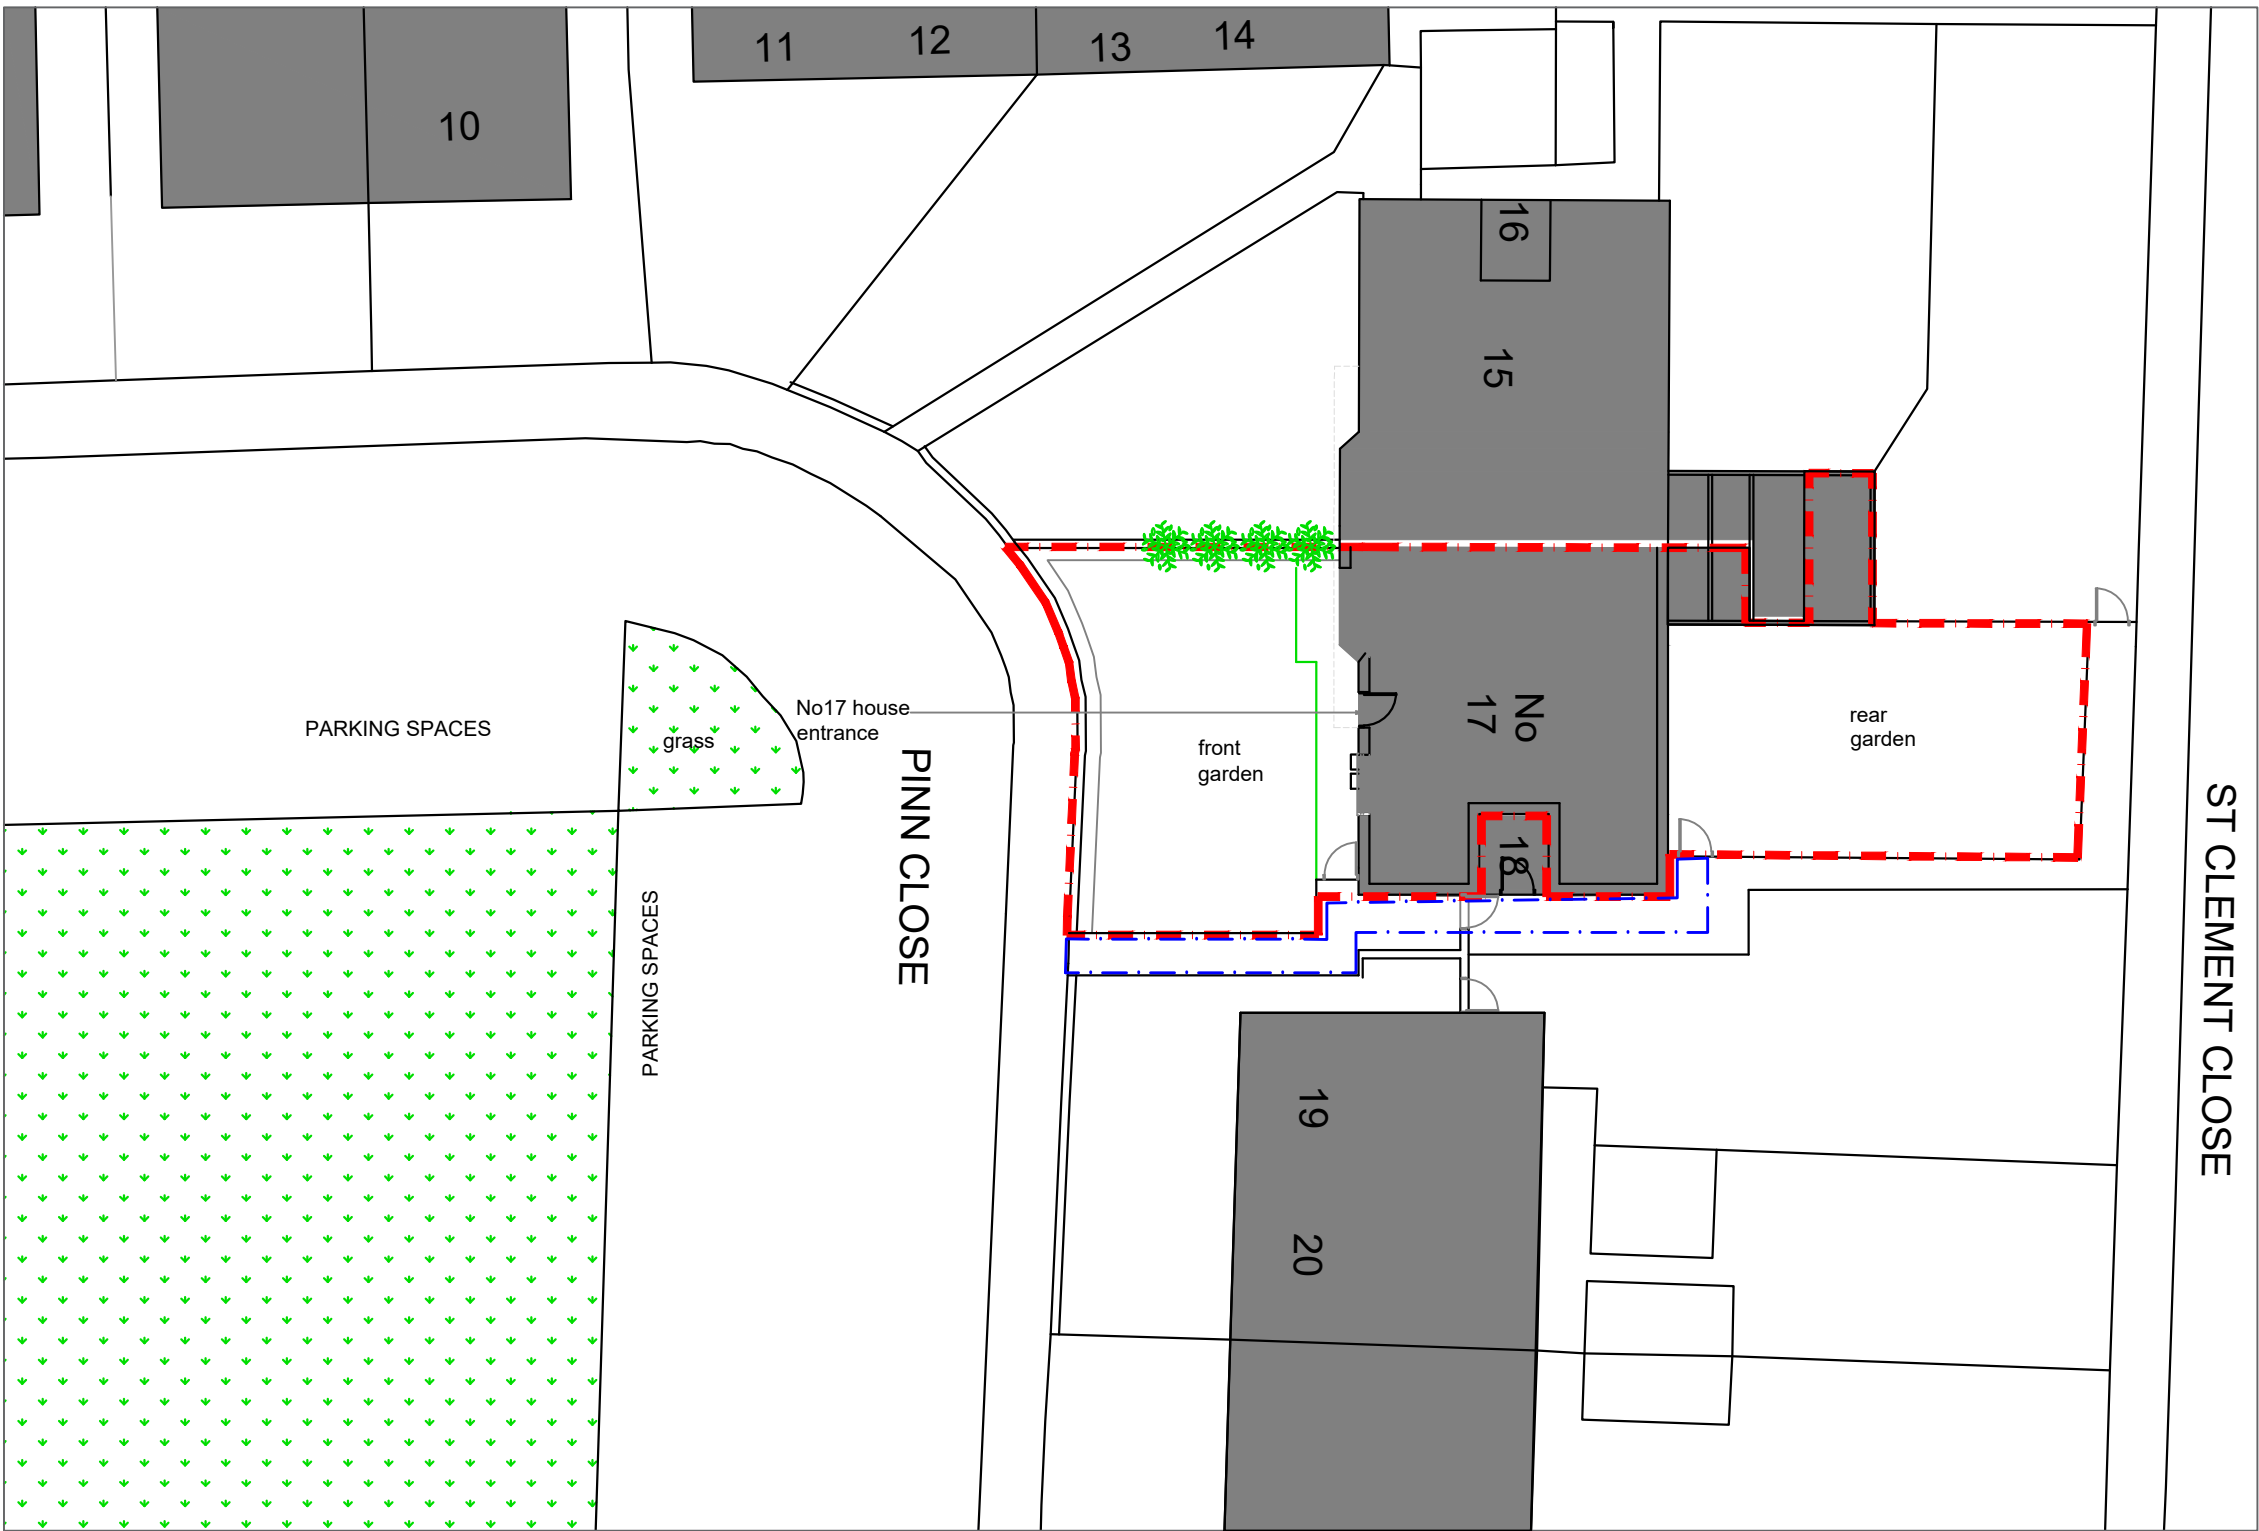 11
12
13
14
10
16
15
No
17
18
No17 house
entrance
PARKING SPACES
grass
front
garden
rear
garden
PINN CLOSE
PARKING SPACES
ST CLEMENT CLOSE
19
20